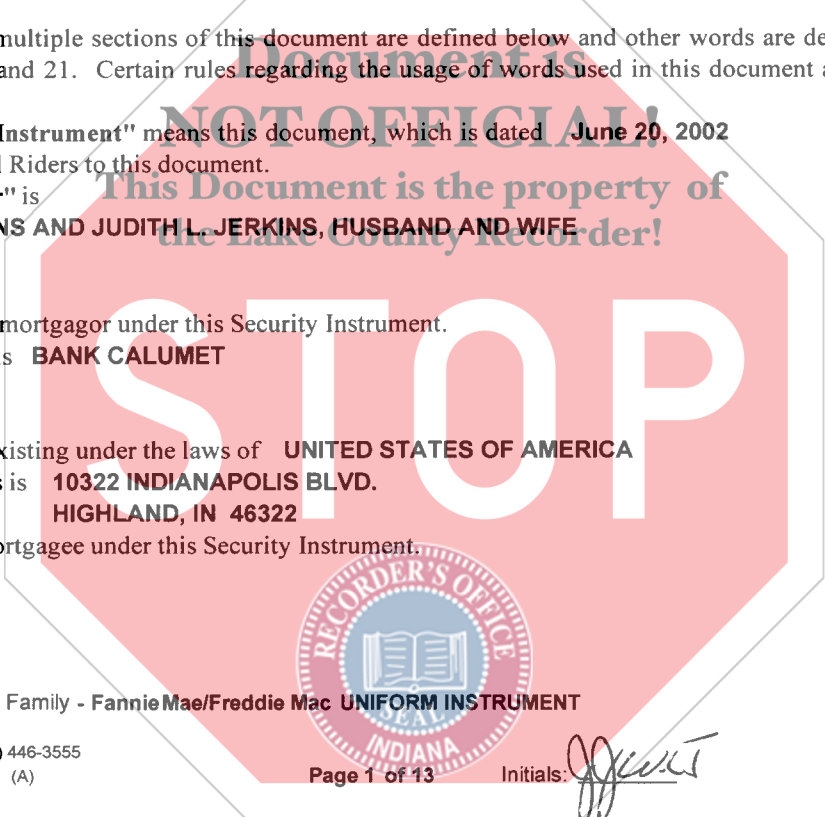 multiple sections of this document are defined below and other words are de
and 21. Certain rules regarding the usage of words used in this document a
Document is
NOT OFFICIAL!
This Document is the property of
the Lake County Recorder!
Instrument" means this document, which is dated June 20, 2002
Riders to this document.
" is
NS AND JUDITH L. JERKINS, HUSBAND AND WIFE
STOP
mortgagor under this Security Instrument.
s BANK CALUMET
xisting under the laws of UNITED STATES OF AMERICA
s is 10322 INDIANAPOLIS BLVD.
HIGHLAND, IN 46322
ortgagee under this Security Instrument.
RECORDER'S OFFICE
SEAL
INDIANA
Family - Fannie Mae/Freddie Mac UNIFORM INSTRUMENT
) 446-3555
(A)
Page 1 of 13
Initials: